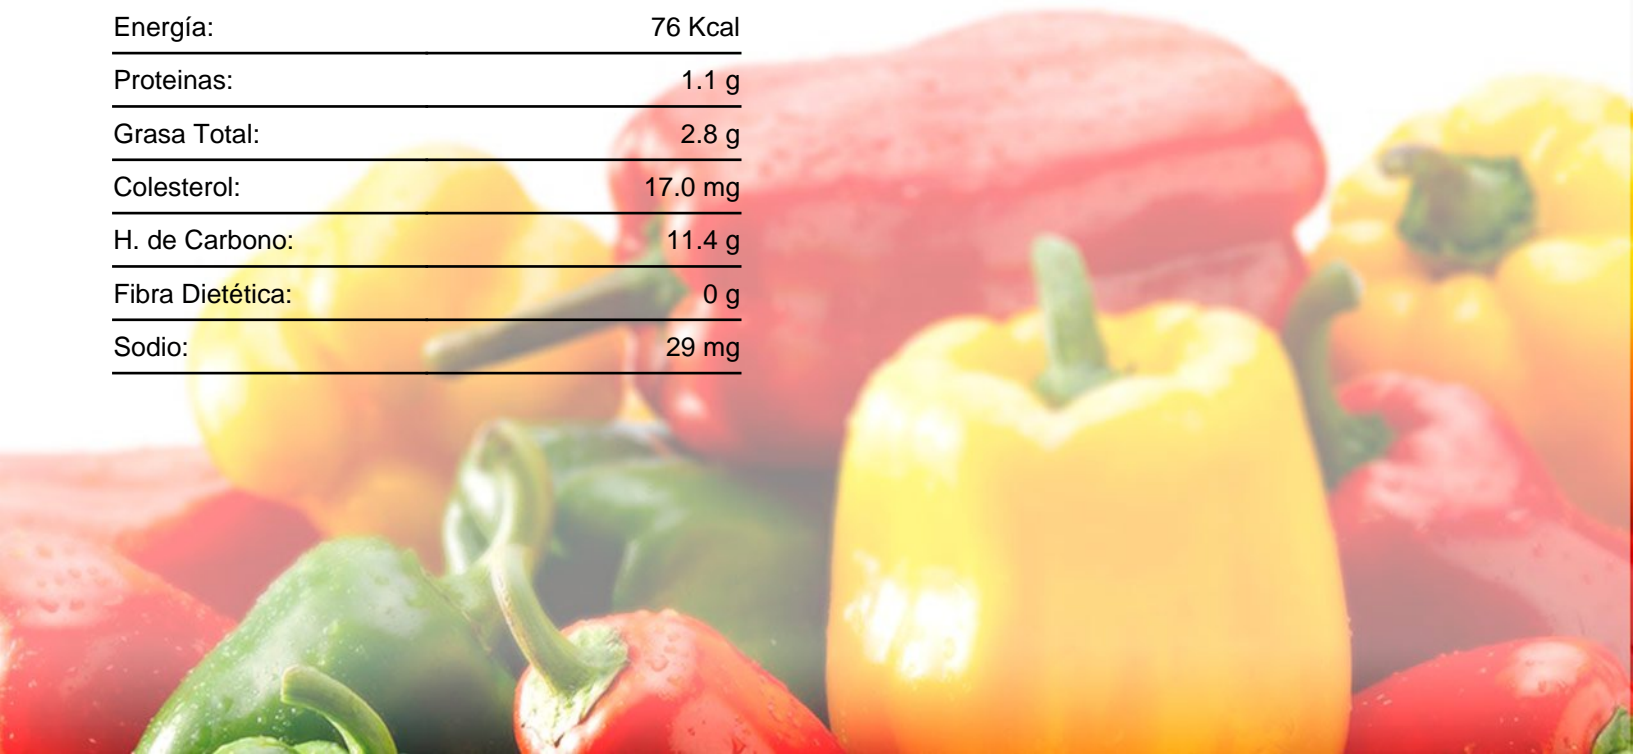 Energía: 76 Kcal
Proteinas: 1.1 g
Grasa Total: 2.8 g
Colesterol: 17.0 mg
H. de Carbono: 11.4 g
Fibra Dietética: 0 g
Sodio: 29 mg